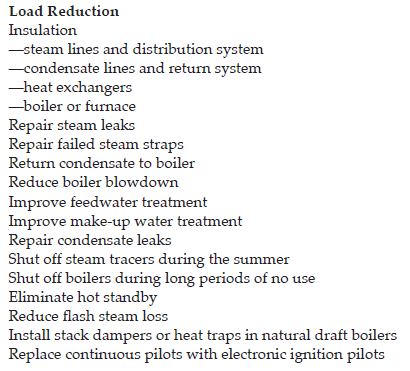 Load Reduction
Insulation
—steam lines and distribution system
—condensate lines and return system
—heat exchangers
—boiler or furnace
Repair steam leaks
Repair failed steam straps
Return condensate to boiler
Reduce boiler blowdown
Improve feedwater treatment
Improve make-up water treatment
Repair condensate leaks
Shut off steam tracers during the summer
Shut off boilers during long periods of no use
Eliminate hot standby
Reduce flash steam loss
Install stack dampers or heat traps in natural draft boilers
Replace continuous pilots with electronic ignition pilots